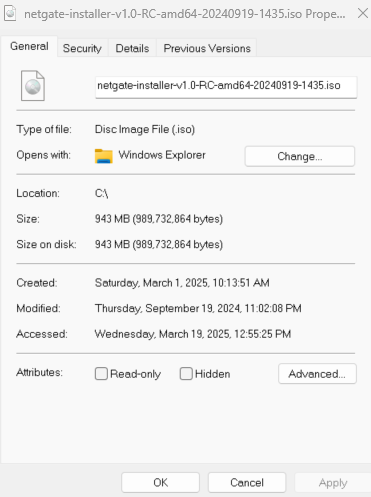 netgate-installer-v1.0-RC-amd64-20240919-1435.iso Prope...
General Security Details Previous Versions
netgate-installer-v1.0-RC-amd64-20240919-1435.iso
Type of file: Disc Image File (.iso)
Opens with: Windows Explorer Change...
Location: C:\
Size: 943 MB (989,732,864 bytes)
Size on disk: 943 MB (989,732,864 bytes)
Created: Saturday, March 1, 2025, 10:13:51 AM
Modified: Thursday, September 19, 2024, 11:02:08 PM
Accessed: Wednesday, March 19, 2025, 12:55:25 PM
Attributes: Read-only Hidden Advanced...
OK Cancel Apply